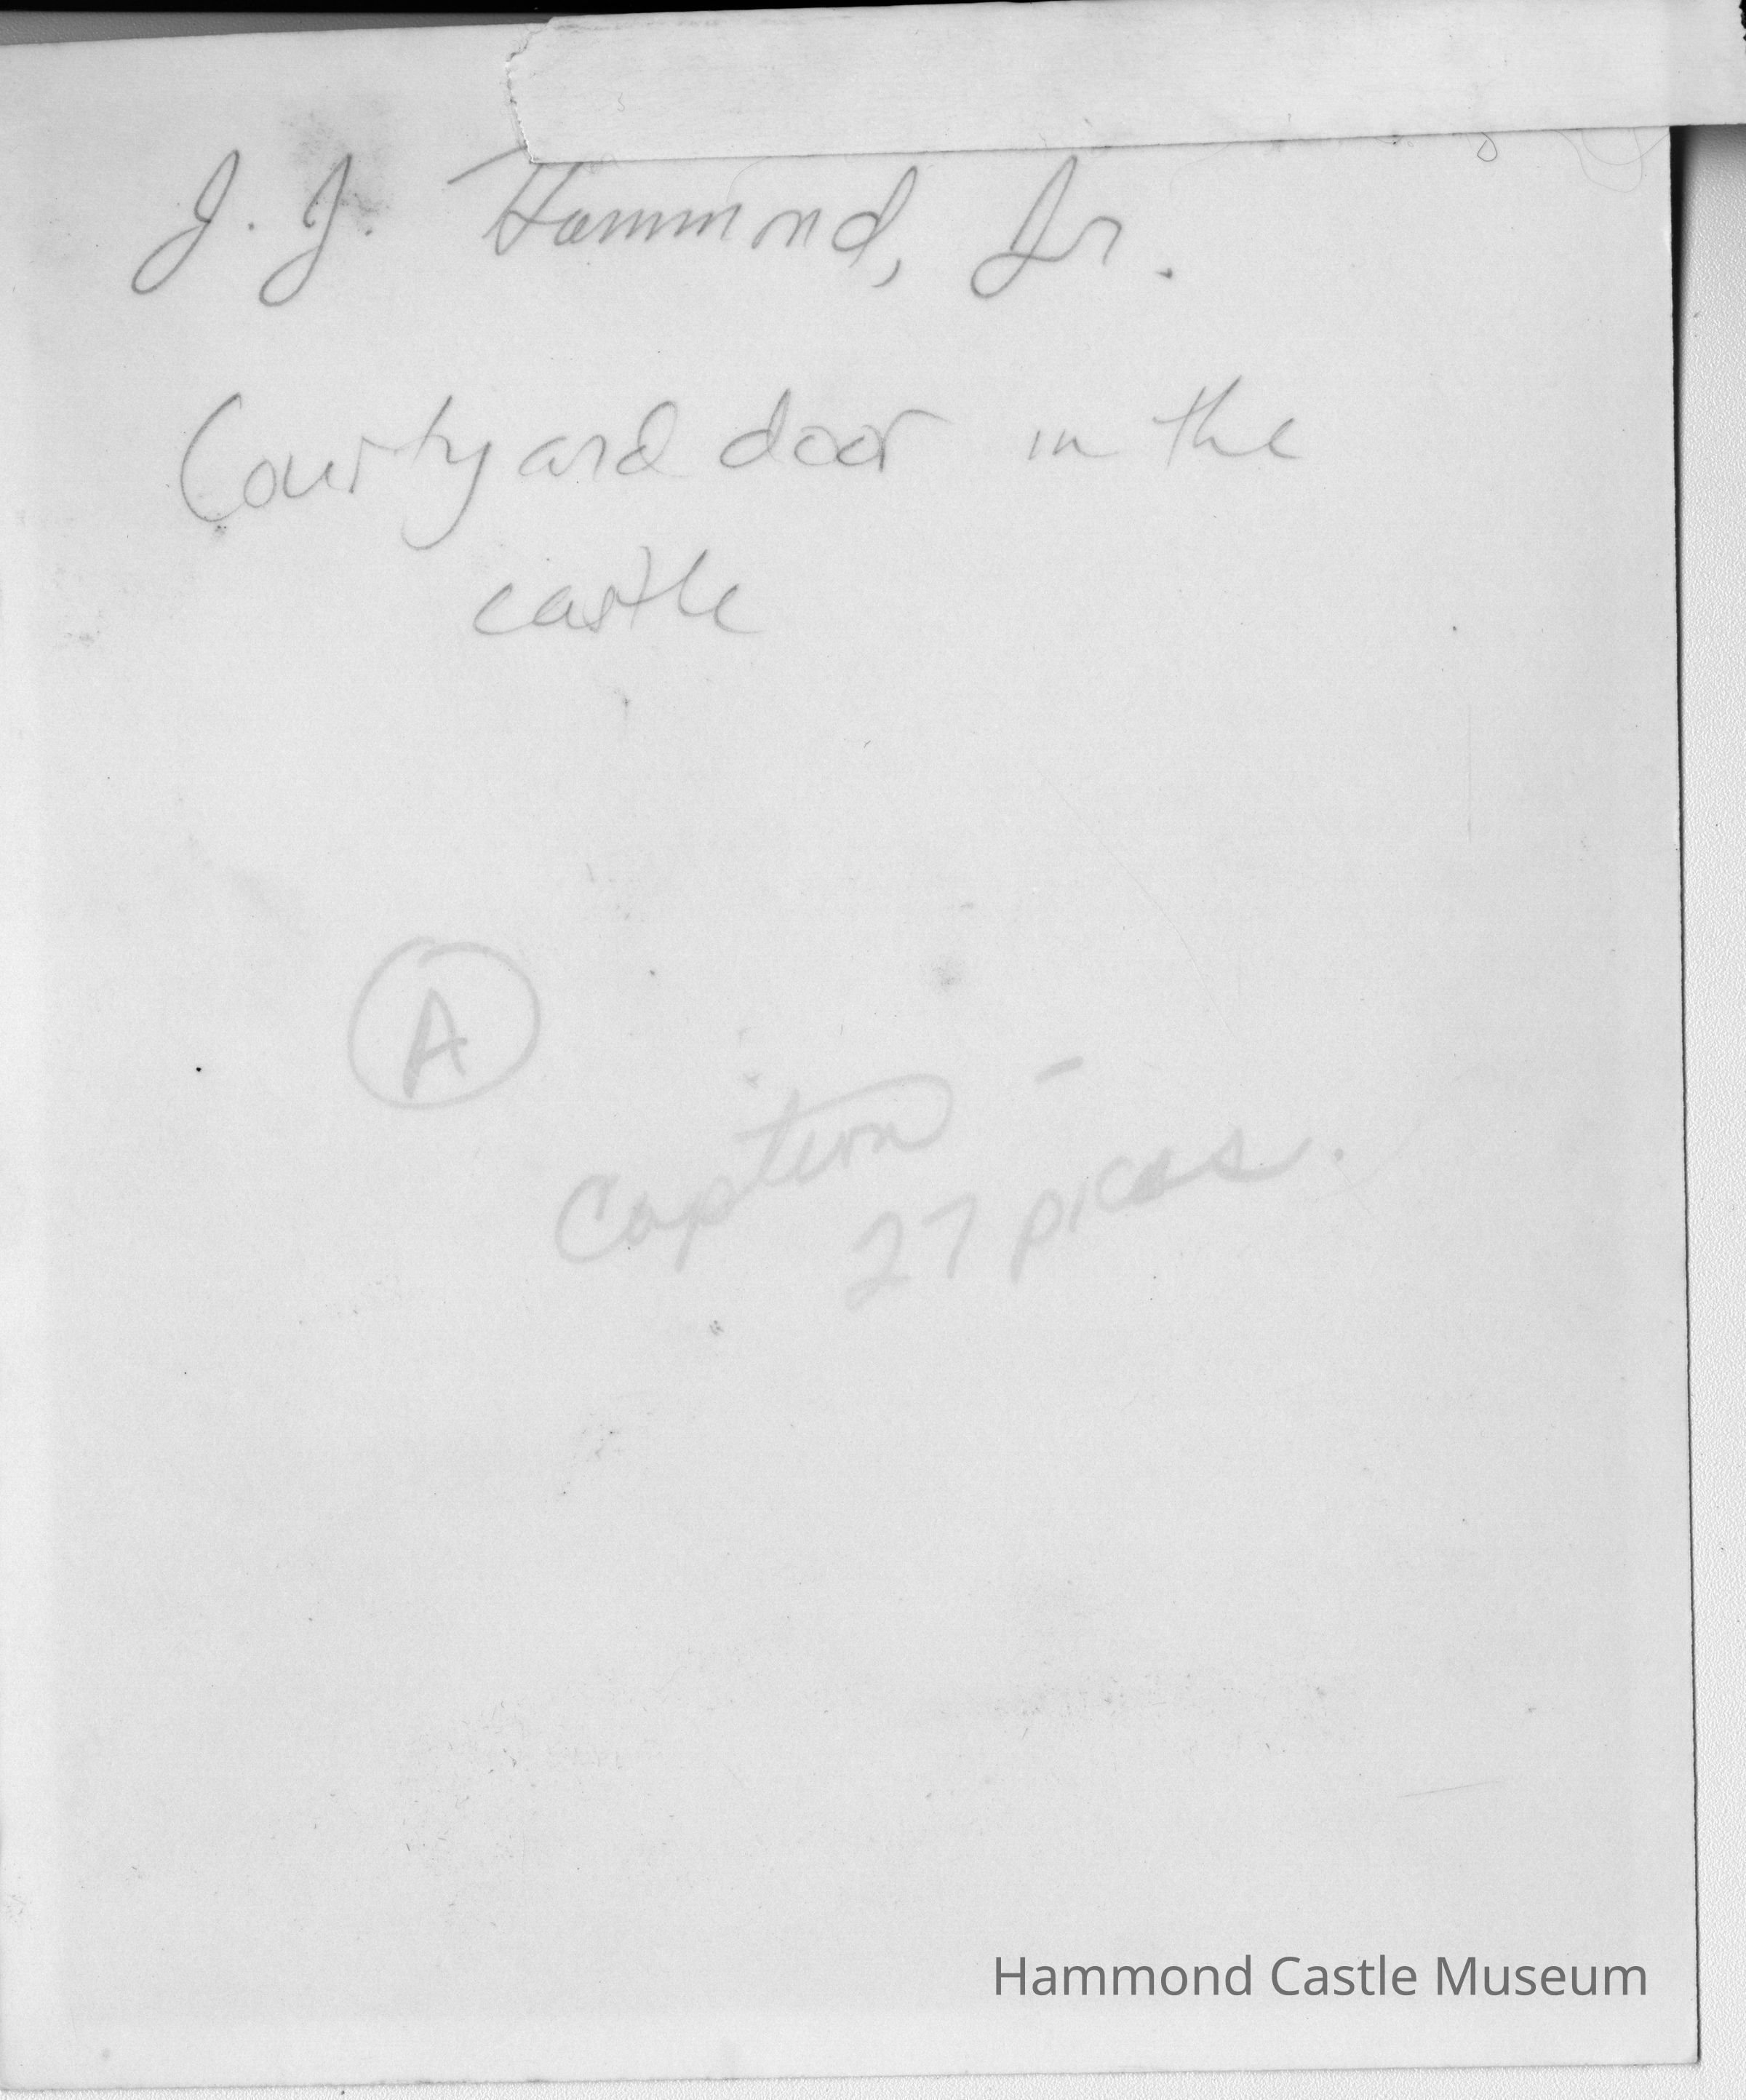 J. J. Hammond, Jr.
Courtyard door in the
castle
A
Caption –
27 picas.
Hammond Castle Museum